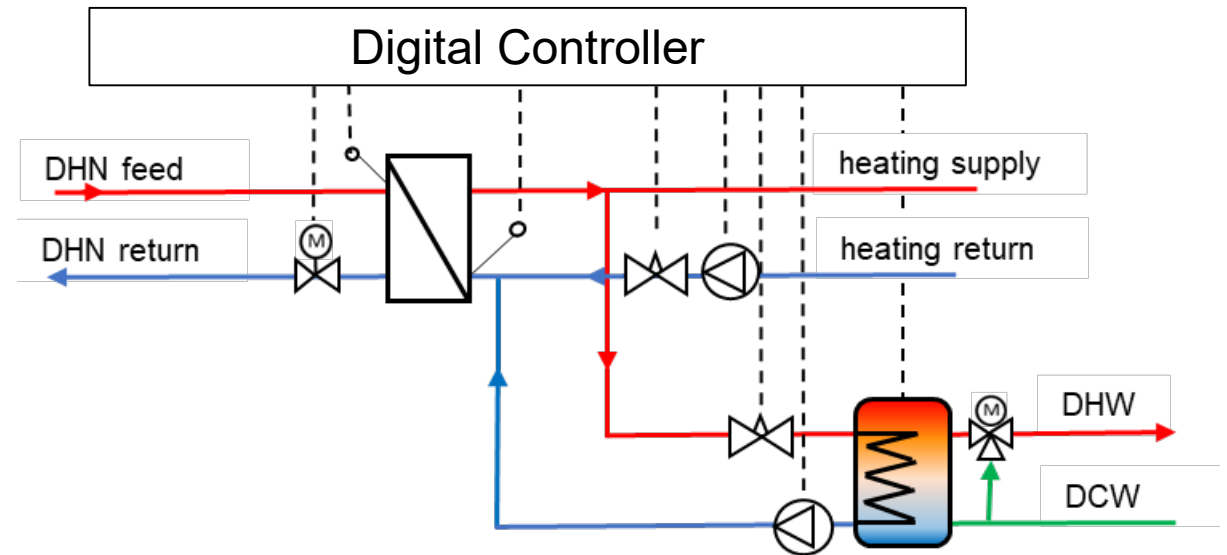 Digital Controller
DHN feed
heating supply
M
DHN return
heating return
M
DHW
DCW